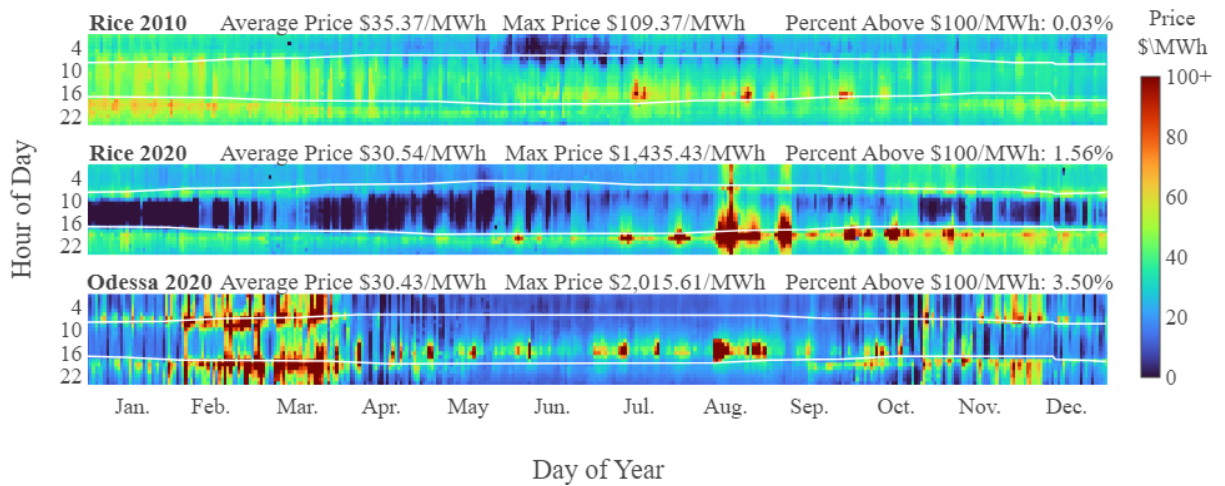 Rice 2010 Average Price $35.37/MWh Max Price $109.37/MWh Percent Above $100/MWh: 0.03%
4
10
16
22
Rice 2020 Average Price $30.54/MWh Max Price $1,435.43/MWh Percent Above $100/MWh: 1.56%
4
10
16
22
Odessa 2020 Average Price $30.43/MWh Max Price $2,015.61/MWh Percent Above $100/MWh: 3.50%
4
10
16
22
Jan. Feb. Mar. Apr. May Jun. Jul. Aug. Sep. Oct. Nov. Dec.
Hour of Day
Day of Year
Price
$\MWh
100+
80
60
40
20
0